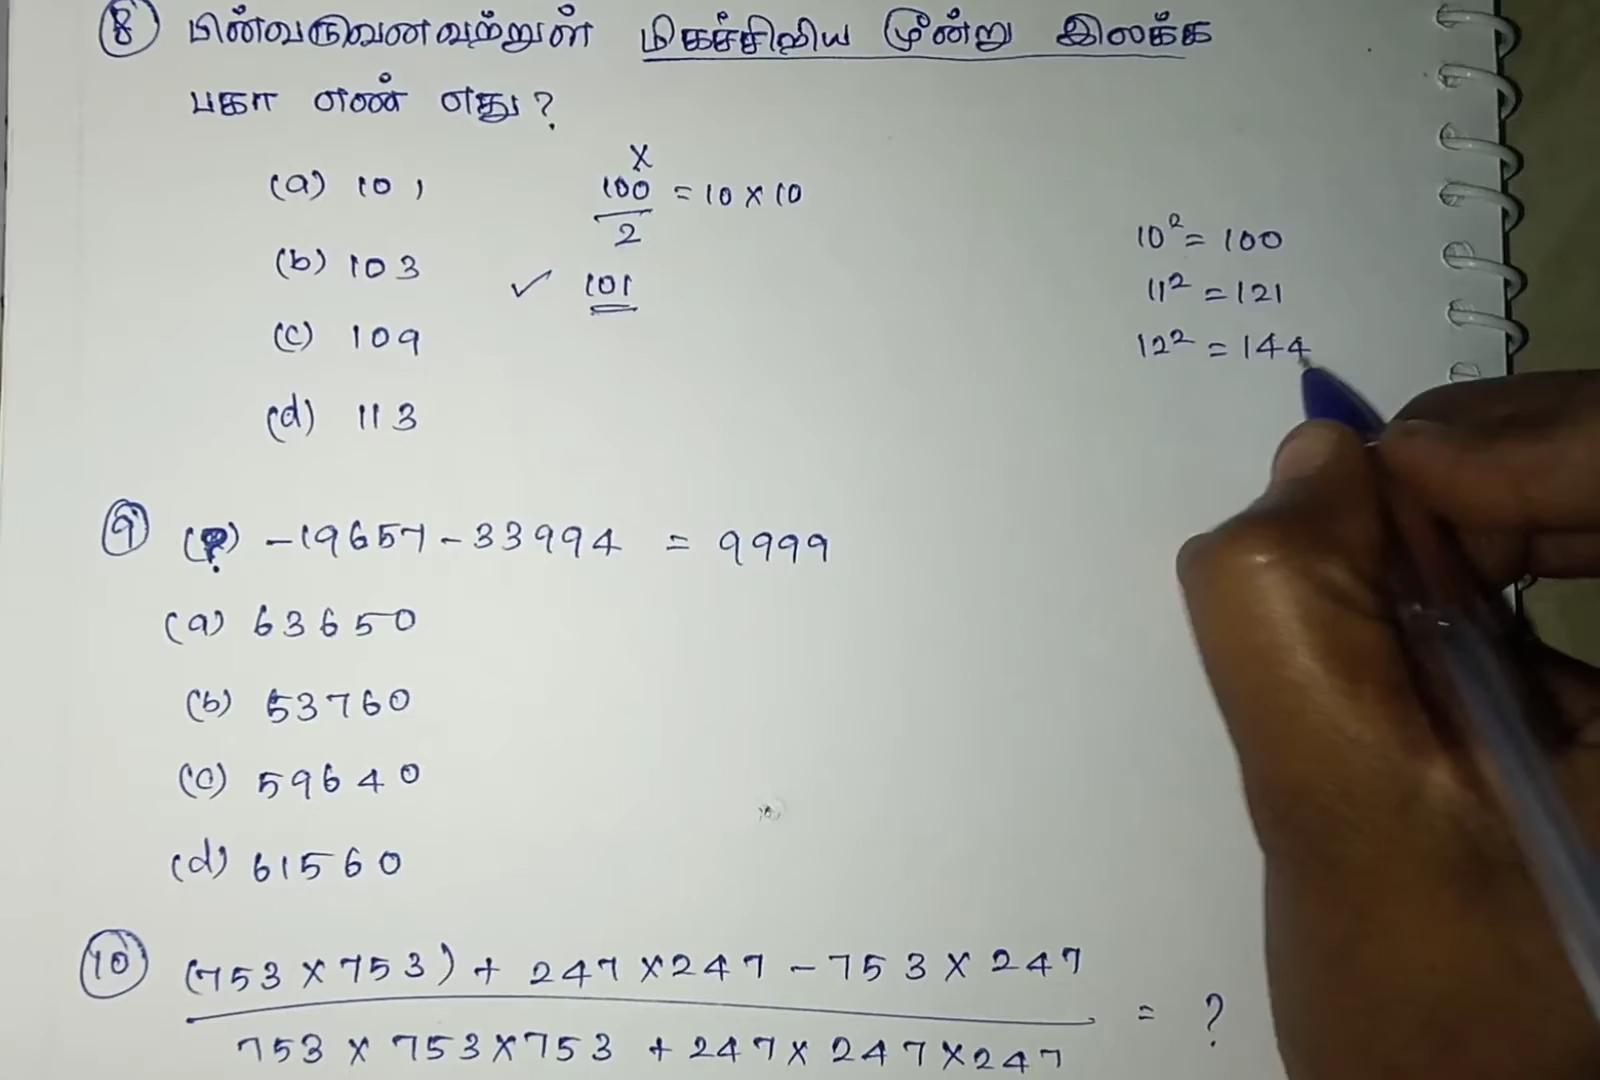 8 பின்வருவனவற்றுள் மிகச்சிறிய மூன்று இலக்க
பகா எண் எது?
(a) 101
(b) 103
(c) 109
(d) 113
x
100 = 10 x 10
2
✓ 101
10² = 100
11² = 121
12² = 144
9 (?) - 19657 - 33994 = 9999
(a) 63650
(b) 53760
(c) 59640
(d) 61560
10 (753 x 753) + 247 x 247 - 753 x 247
753 x 753 x 753 + 247 x 247 x 247
= ?